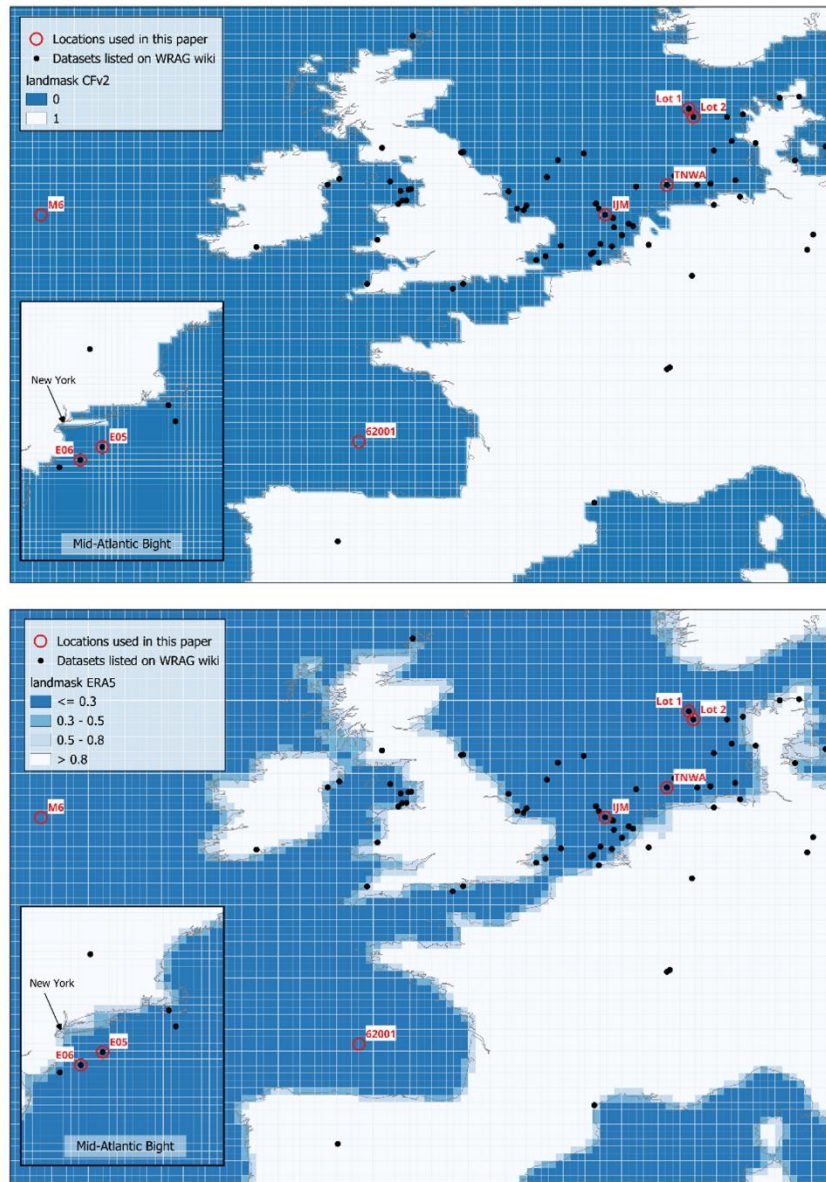 Locations used in this paper
Datasets listed on WRAG wiki
landmask CFv2
0
1
Lot 1
Lot 2
TNWA
M6
IJM
New York
E05
E06
62001
Mid-Atlantic Bight
Locations used in this paper
Datasets listed on WRAG wiki
landmask ERA5
<= 0.3
0.3 - 0.5
0.5 - 0.8
> 0.8
Lot 1
Lot 2
TNWA
M6
IJM
New York
E05
E06
62001
Mid-Atlantic Bight